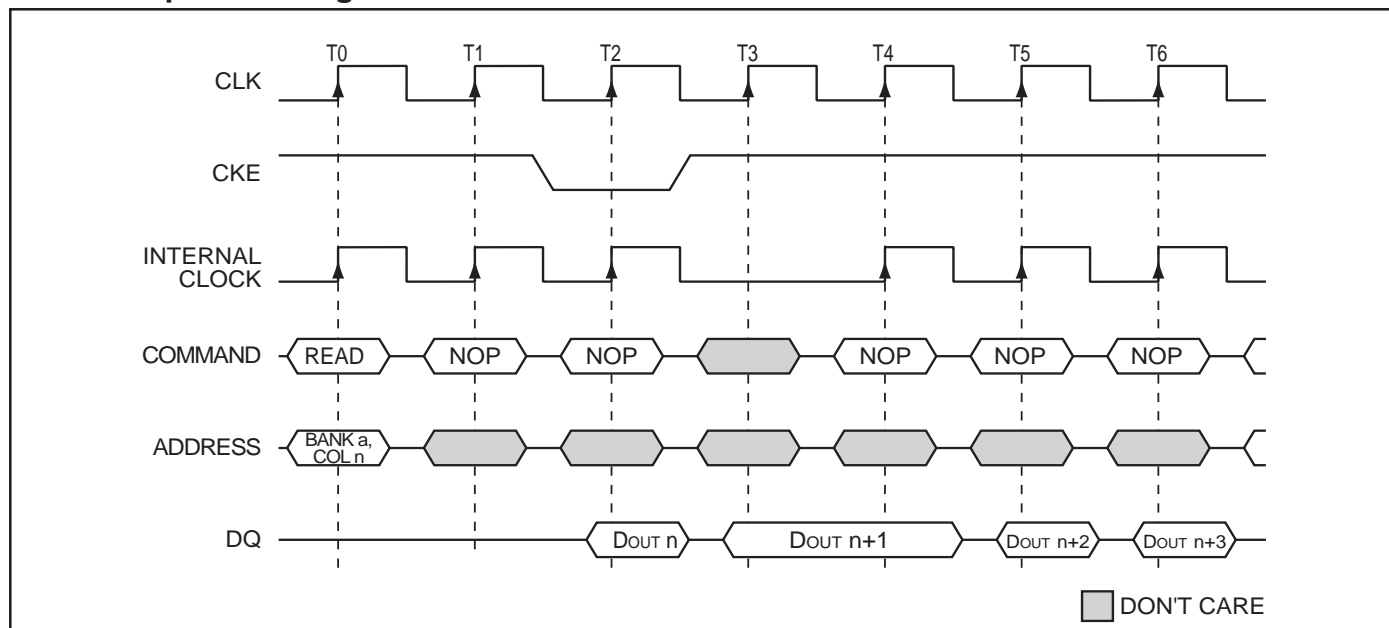 T0 T1 T2 T3 T4 T5 T6
CLK
CKE
INTERNAL
CLOCK
COMMAND READ NOP NOP NOP NOP NOP
ADDRESS BANK a,
COL n
DQ DOUT n DOUT n+1 DOUT n+2 DOUT n+3
DON'T CARE